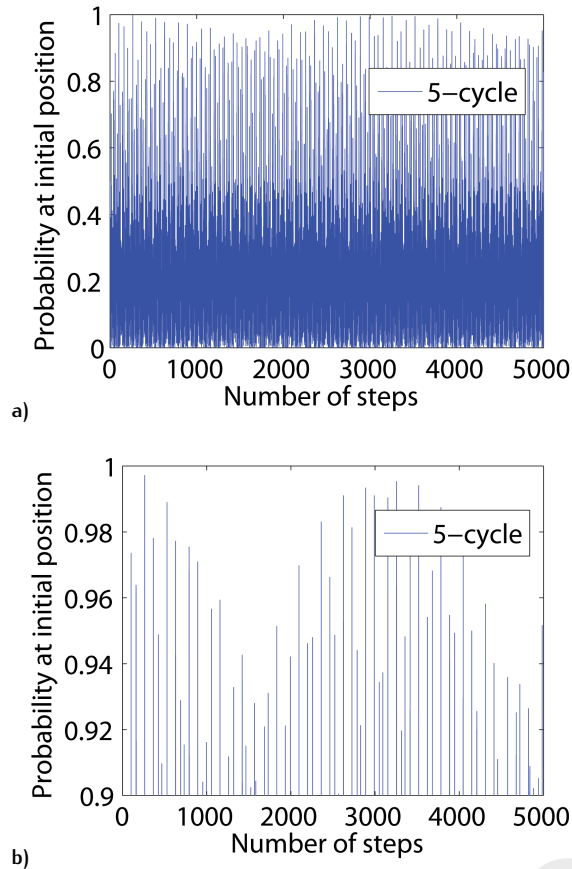 1
0.8
0.6
0.4
0.2
0
Probability at initial position
5−cycle
0 1000 2000 3000 4000 5000
Number of steps
a)
1
0.98
0.96
0.94
0.92
0.9
Probability at initial position
5−cycle
0 1000 2000 3000 4000 5000
Number of steps
b)